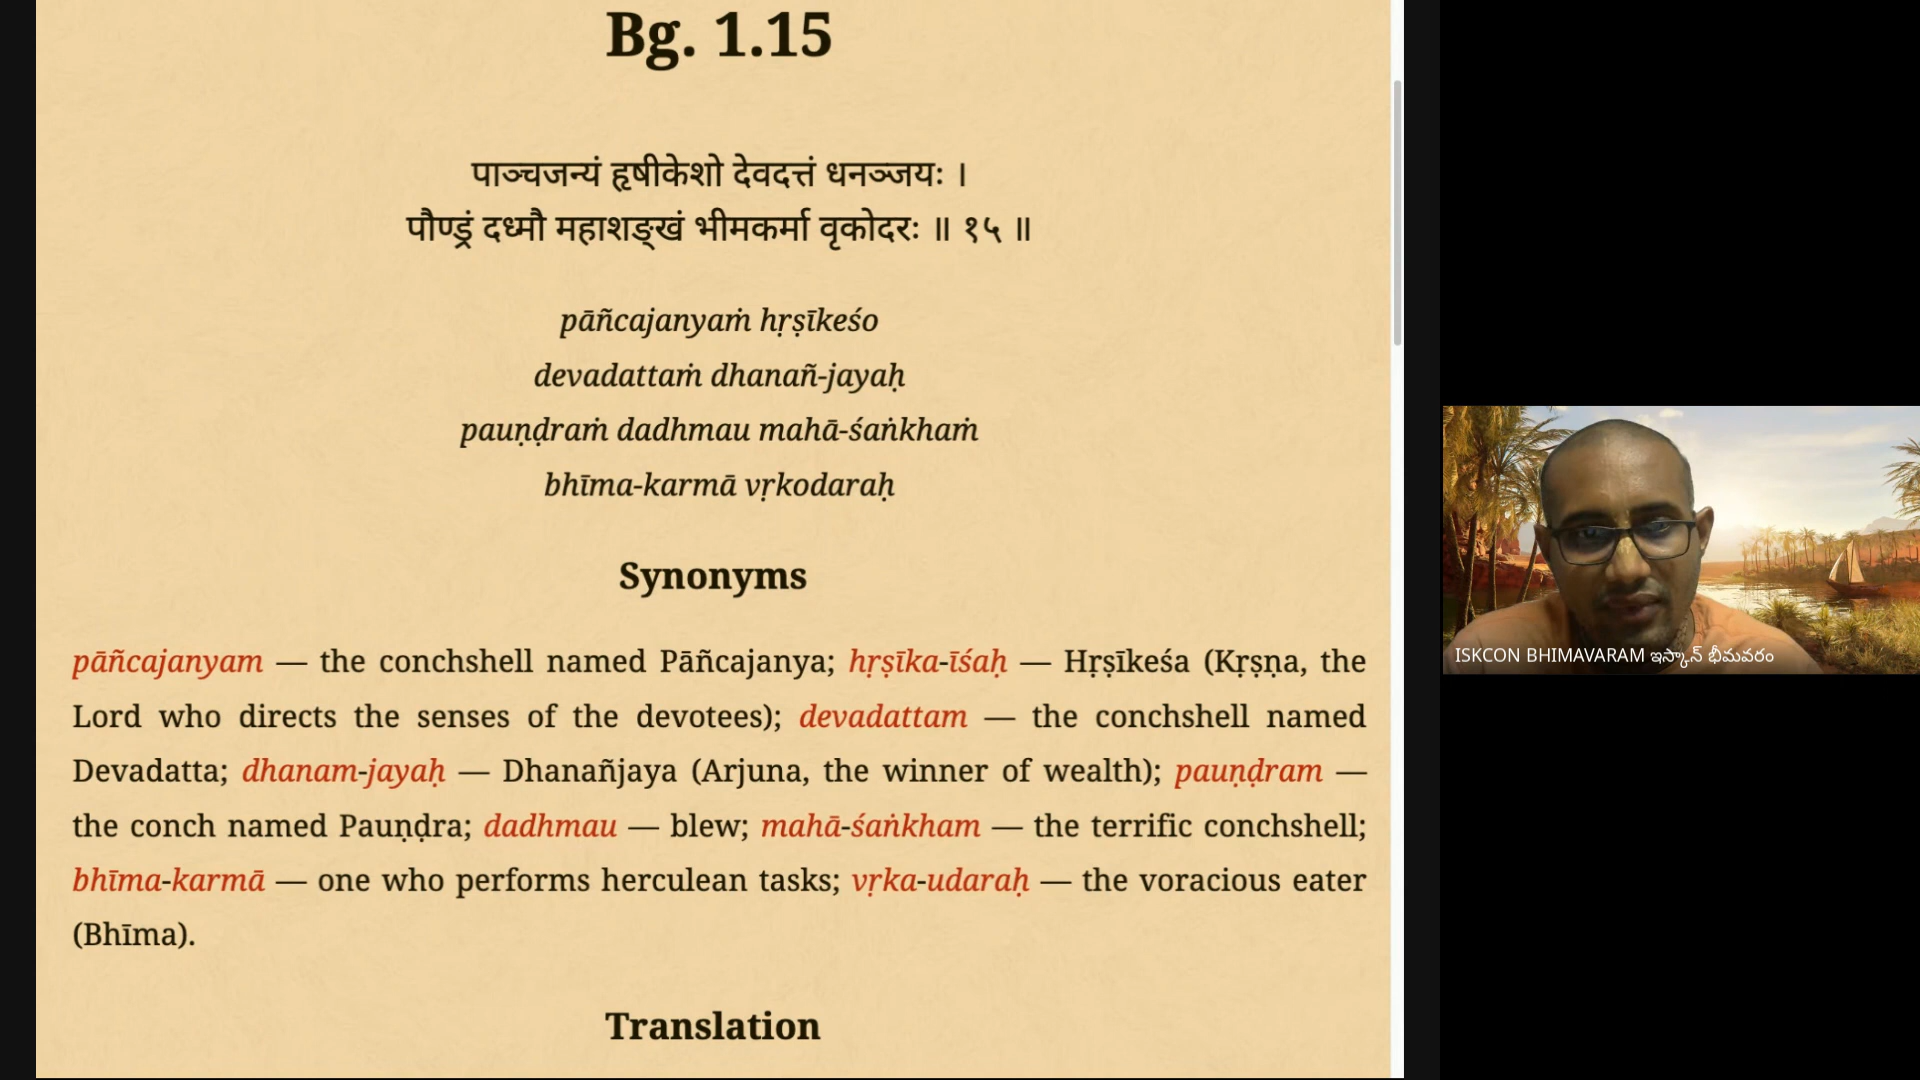 Bg. 1.15
पाञ्चजन्यं हृषीकेशो देवदत्तं धनञ्जयः ।
पौण्ड्रं दध्मौ महाशङ्खं भीमकर्मा वृकोदरः ॥ १५ ॥
pāñcajanyaṁ hṛṣīkeśo
devadattaṁ dhanañ-jayaḥ
pauṇḍraṁ dadhmau mahā-śaṅkhaṁ
bhīma-karmā vṛkodaraḥ
Synonyms
pāñcajanyam — the conchshell named Pāñcajanya; hṛṣīka-īśaḥ — Hṛṣīkeśa (Kṛṣṇa, the
Lord who directs the senses of the devotees); devadattam — the conchshell named
Devadatta; dhanam-jayaḥ — Dhanañjaya (Arjuna, the winner of wealth); pauṇḍram —
the conch named Pauṇḍra; dadhmau — blew; mahā-śaṅkham — the terrific conchshell;
bhīma-karmā — one who performs herculean tasks; vṛka-udaraḥ — the voracious eater
(Bhīma).
Translation
ISKCON BHIMAVARAM ఇస్కాన్ భీమవరం